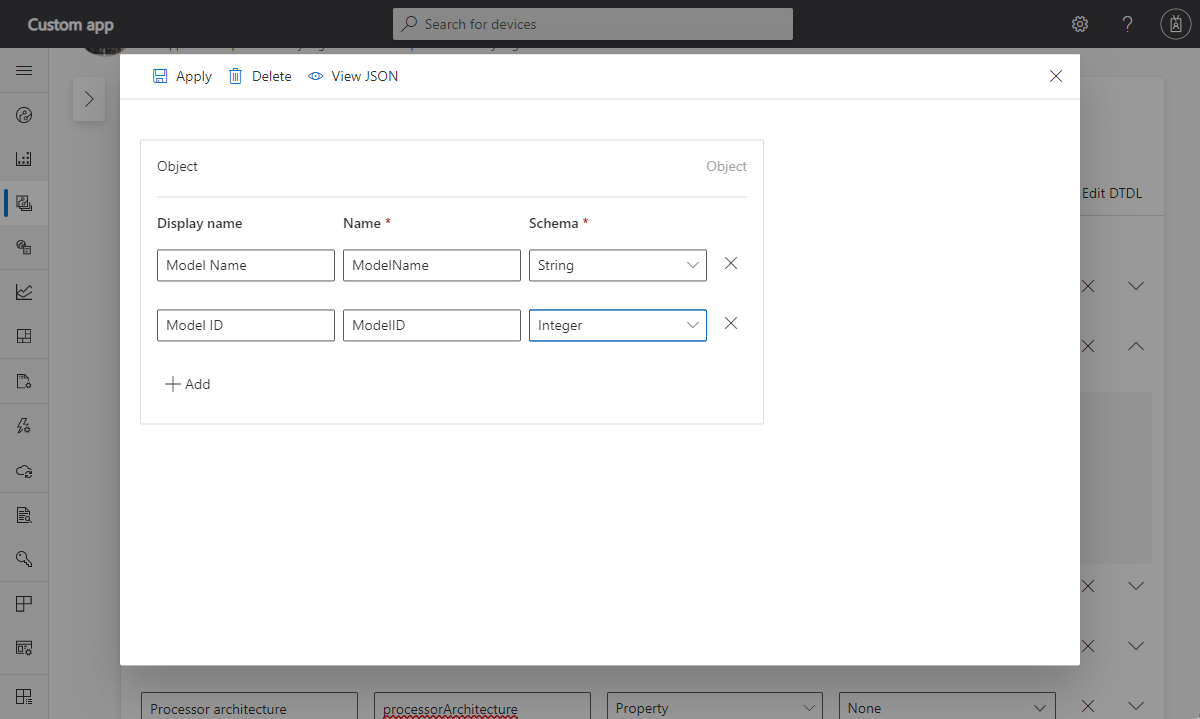 Custom app
Search for devices
?
Apply
Delete
View JSON
Edit DTDL
Object
Object
Display name
Name *
Schema *
Model Name
ModelName
String
Model ID
ModelID
Integer
Add
Processor architecture
processorArchitecture
Property
None